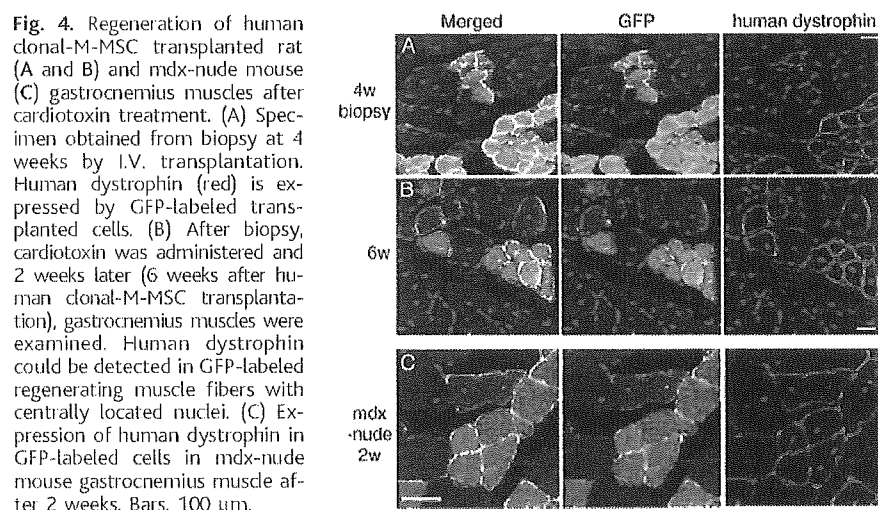 Fig. 4. Regeneration of human
clonal-M-MSC transplanted rat
(A and B) and mdx-nude mouse
(C) gastrocnemius muscles after
cardiotoxin treatment. (A) Spec-
imen obtained from biopsy at 4
weeks by I.V. transplantation.
Human dystrophin (red) is ex-
pressed by GFP-labeled trans-
planted cells. (B) After biopsy,
cardiotoxin was administered and
2 weeks later (6 weeks after hu-
man clonal-M-MSC transplanta-
tion), gastrocnemius muscles were
examined. Human dystrophin
could be detected in GFP-labeled
regenerating muscle fibers with
centrally located nuclei. (C) Ex-
pression of human dystrophin in
GFP-labeled cells in mdx-nude
mouse gastrocnemius muscle af-
ter 2 weeks. Bars, 100 μm.
Merged GFP human dystrophin
A
4w
biopsy
B
6w
C
mdx
-nude
2w